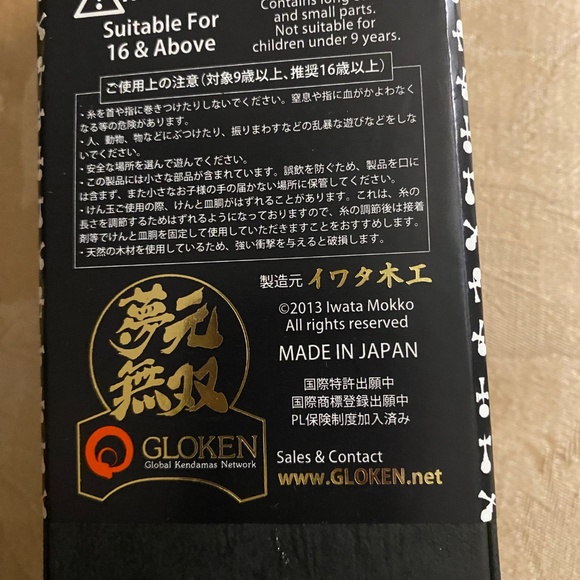 Suitable For
16 & Above
and small parts.
Not suitable for
children under 9 years.
ご使用上の注意(対象9歳以上、推奨16歳以上)
・糸を首や指に巻きつけたりしないでください。窒息や指に血がかよわなく
なる等の危険があります。
・人、動物、物などにぶつけたり、振りまわすなどの乱暴な遊びなどをしな
いでください。
・安全な場所を選んで遊んでください。
・この製品には小さな部品が含まれています。誤飲を防ぐため、製品を口に
は含まず、また小さなお子様の手の届かない場所に保管してください。
・けん玉ご使用の際、けんと皿胴がはずれることがあります。これは、糸の
長さを調節するためはずれるようになっておりますので、糸の調節後は接着
剤等でけんと皿胴を固定して使用していただきますことをおすすめします。
・天然の木材を使用しているため、強い衝撃を与えると破損します。
製造元 イワタ木工
©2013 Iwata Mokko
All rights reserved
MADE IN JAPAN
国際特許出願中
国際商標登録出願中
PL保険制度加入済み
夢元
無双
GLOKEN
Global Kendamas Network
Sales & Contact
www.GLOKEN.net